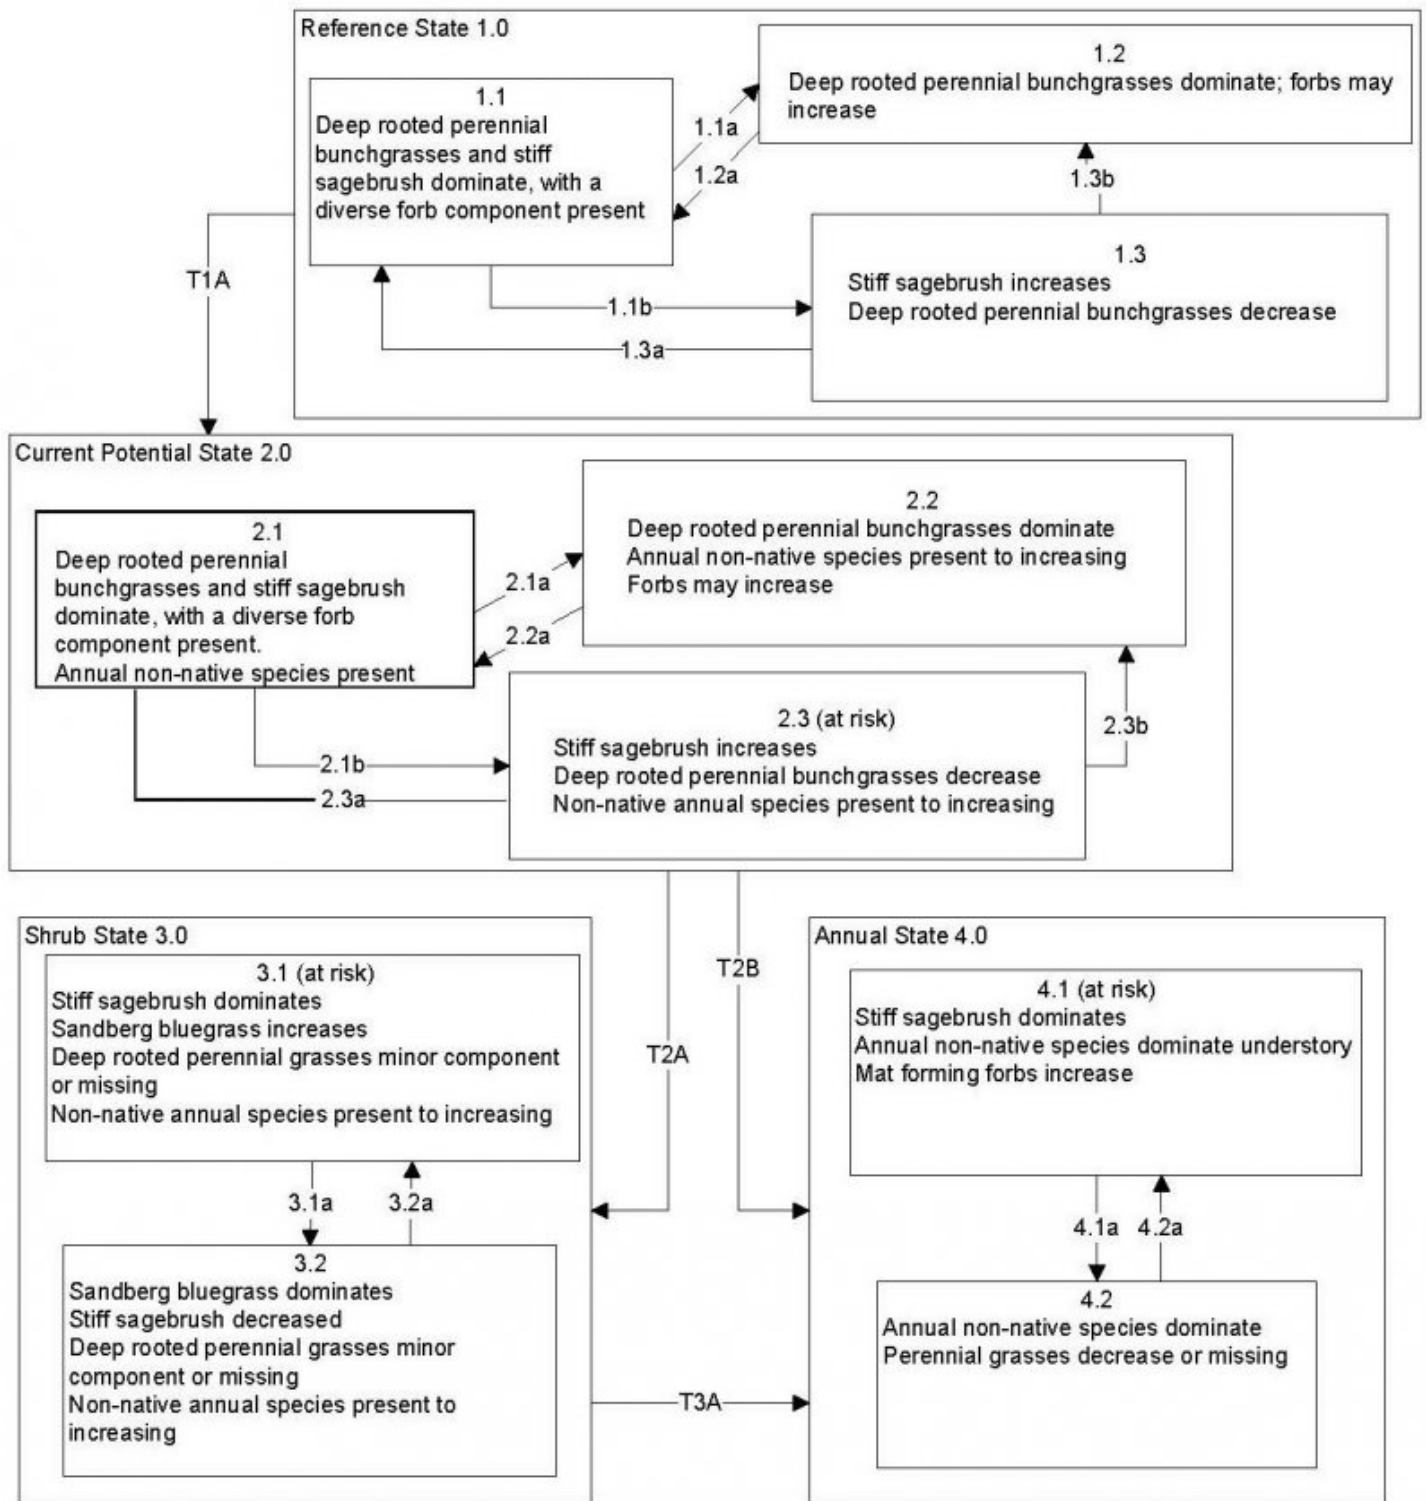 Reference State 1.0
1.1
Deep rooted perennial
bunchgrasses and stiff
sagebrush dominate, with a
diverse forb component present
1.1a
1.2a
1.2
Deep rooted perennial bunchgrasses dominate; forbs may
increase
1.3b
1.3
Stiff sagebrush increases
Deep rooted perennial bunchgrasses decrease
1.1b
1.3a
T1A
Current Potential State 2.0
2.1
Deep rooted perennial
bunchgrasses and stiff sagebrush
dominate, with a diverse forb
component present.
Annual non-native species present
2.1a
2.2a
2.2
Deep rooted perennial bunchgrasses dominate
Annual non-native species present to increasing
Forbs may increase
2.3 (at risk)
Stiff sagebrush increases
Deep rooted perennial bunchgrasses decrease
Non-native annual species present to increasing
2.3b
2.1b
2.3a
Shrub State 3.0
3.1 (at risk)
Stiff sagebrush dominates
Sandberg bluegrass increases
Deep rooted perennial grasses minor component
or missing
Non-native annual species present to increasing
3.1a
3.2a
3.2
Sandberg bluegrass dominates
Stiff sagebrush decreased
Deep rooted perennial grasses minor
component or missing
Non-native annual species present to
increasing
T2A
T2B
T3A
Annual State 4.0
4.1 (at risk)
Stiff sagebrush dominates
Annual non-native species dominate understory
Mat forming forbs increase
4.1a
4.2a
4.2
Annual non-native species dominate
Perennial grasses decrease or missing